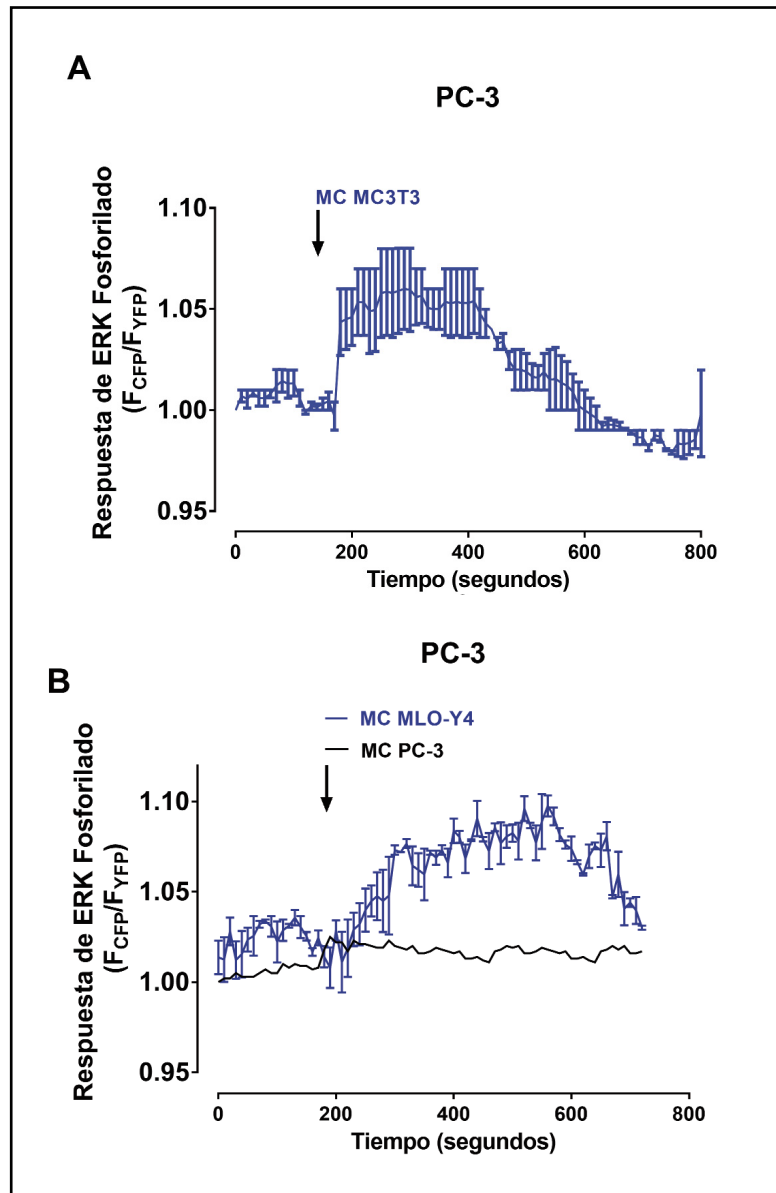 A
PC-3
MC MC3T3
Respuesta de ERK Fosforilado
(FCFP/FYFP)
1.10
1.05
1.00
0.95
0 200 400 600 800
Tiempo (segundos)
PC-3
B
MC MLO-Y4
MC PC-3
Respuesta de ERK Fosforilado
(FCFP/FYFP)
1.10
1.05
1.00
0.95
0 200 400 600 800
Tiempo (segundos)